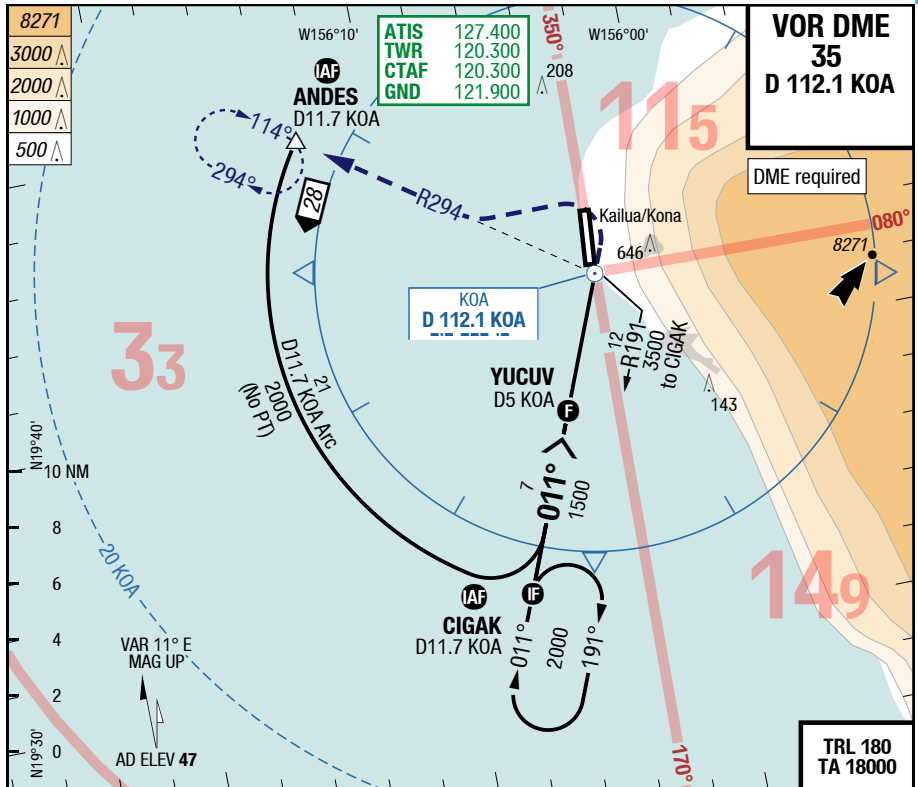 8271
3000
2000
1000
500
W156°10'
ATIS 127.400
TWR 120.300
CTAF 120.300
GND 121.900
350°
W156°00'
208
VOR DME
35
D 112.1 KOA
IAF
ANDES
D11.7 KOA
114°
294°
28
R294
115
DME required
Kailua/Kona
646
080°
8271
KOA
D 112.1 KOA
33
12
R191
3500
to CIGAK
143
YUCUV
D5 KOA
F
21
D11.7 KOA Arc
2000
(No PT)
N19°40'
10 NM
7
011°
1500
8
20 KOA
6
IAF
IF
CIGAK
D11.7 KOA
011°
2000
191°
149
4
VAR 11° E
MAG UP
2
0
N19°30'
AD ELEV 47
170°
TRL 180
TA 18000